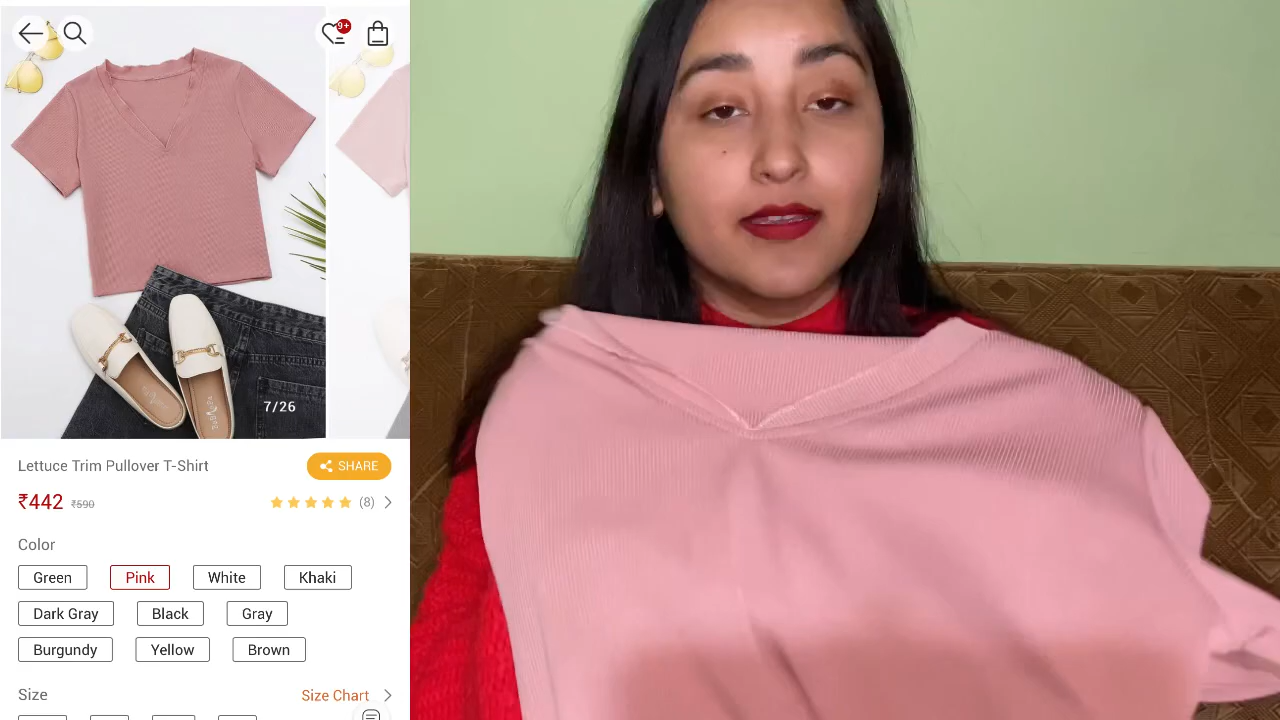 9+
7/26
Lettuce Trim Pullover T-Shirt
SHARE
₹442 ₹590
(8)
Color
Green Pink White Khaki
Dark Gray Black Gray
Burgundy Yellow Brown
Size
Size Chart